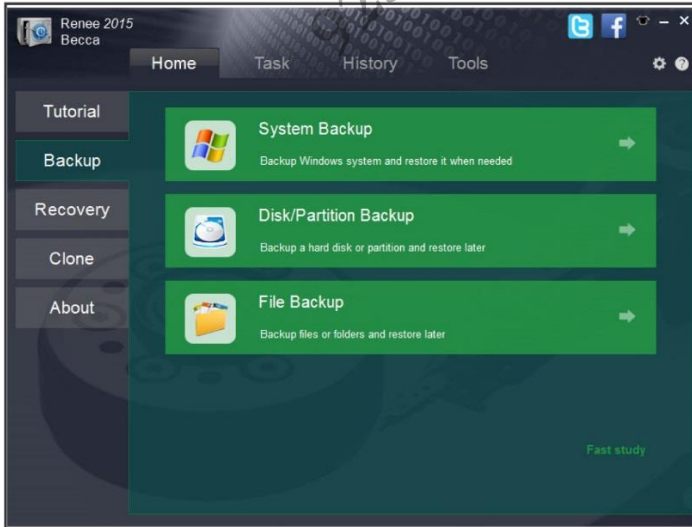 Renee 2015
Becca
Home Task History Tools
Tutorial
Backup
Recovery
Clone
About
System Backup
Backup Windows system and restore it when needed
Disk/Partition Backup
Backup a hard disk or partition and restore later
File Backup
Backup files or folders and restore later
Fast study